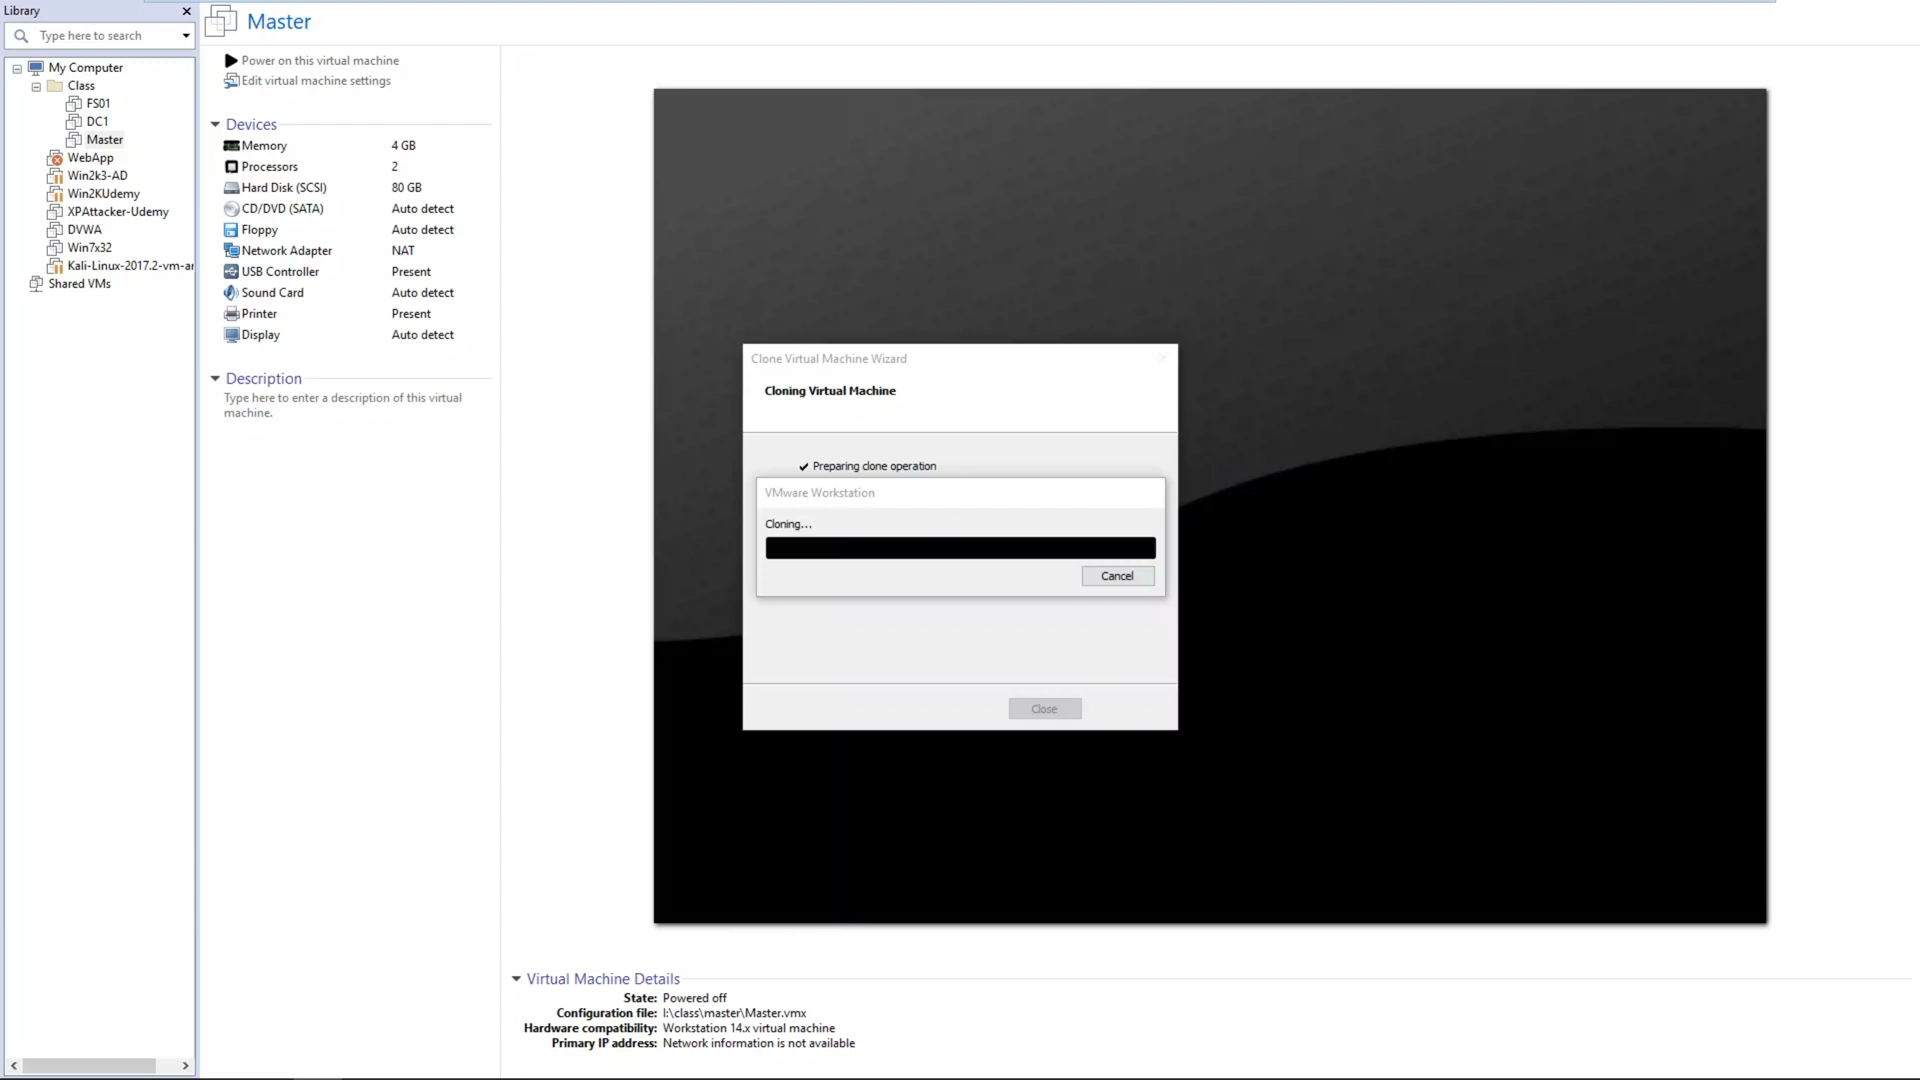 Library
Type here to search
My Computer
Class
FS01
DC1
Master
WebApp
Win2k3-AD
Win2KUdemy
XPAttacker-Udemy
DVWA
Win7x32
Kali-Linux-2017.2-vm-ar
Shared VMs
Master
Power on this virtual machine
Edit virtual machine settings
Devices
Memory 4 GB
Processors 2
Hard Disk (SCSI) 80 GB
CD/DVD (SATA) Auto detect
Floppy Auto detect
Network Adapter NAT
USB Controller Present
Sound Card Auto detect
Printer Present
Display Auto detect
Description
Type here to enter a description of this virtual
machine.
Clone Virtual Machine Wizard
Cloning Virtual Machine
Preparing clone operation
VMware Workstation
Cloning...
Cancel
Close
Virtual Machine Details
State: Powered off
Configuration file: I:\class\master\Master.vmx
Hardware compatibility: Workstation 14.x virtual machine
Primary IP address: Network information is not available